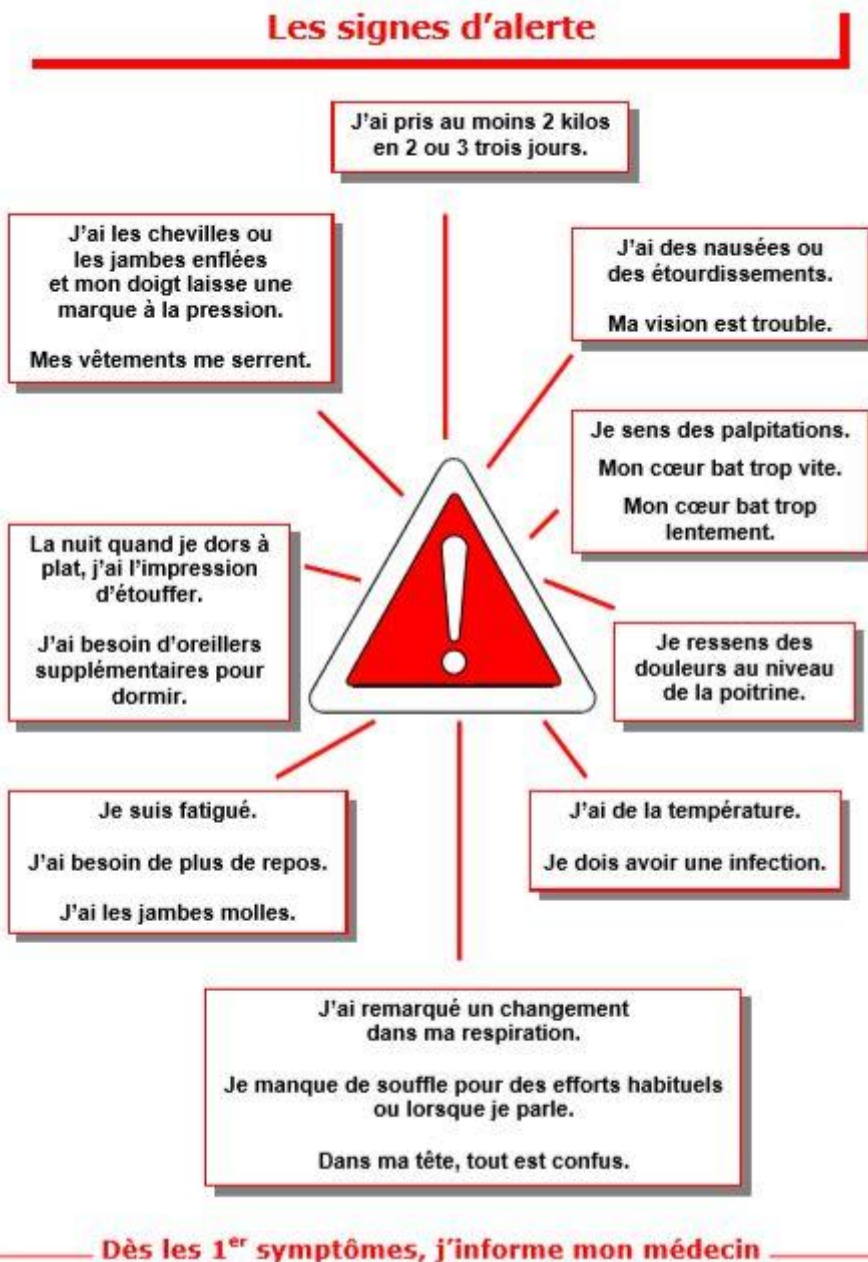 Les signes d'alerte
J'ai pris au moins 2 kilos
en 2 ou 3 trois jours.
J'ai les chevilles ou
les jambes enflées
et mon doigt laisse une
marque à la pression.
Mes vêtements me serrent.
J'ai des nausées ou
des étourdissements.
Ma vision est trouble.
Je sens des palpitations.
Mon cœur bat trop vite.
Mon cœur bat trop
lentement.
La nuit quand je dors à
plat, j'ai l'impression
d'étouffer.
J'ai besoin d'oreillers
supplémentaires pour
dormir.
Je ressens des
douleurs au niveau
de la poitrine.
Je suis fatigué.
J'ai besoin de plus de repos.
J'ai les jambes molles.
J'ai de la température.
Je dois avoir une infection.
J'ai remarqué un changement
dans ma respiration.
Je manque de souffle pour des efforts habituels
ou lorsque je parle.
Dans ma tête, tout est confus.
Dès les 1er symptômes, j'informe mon médecin